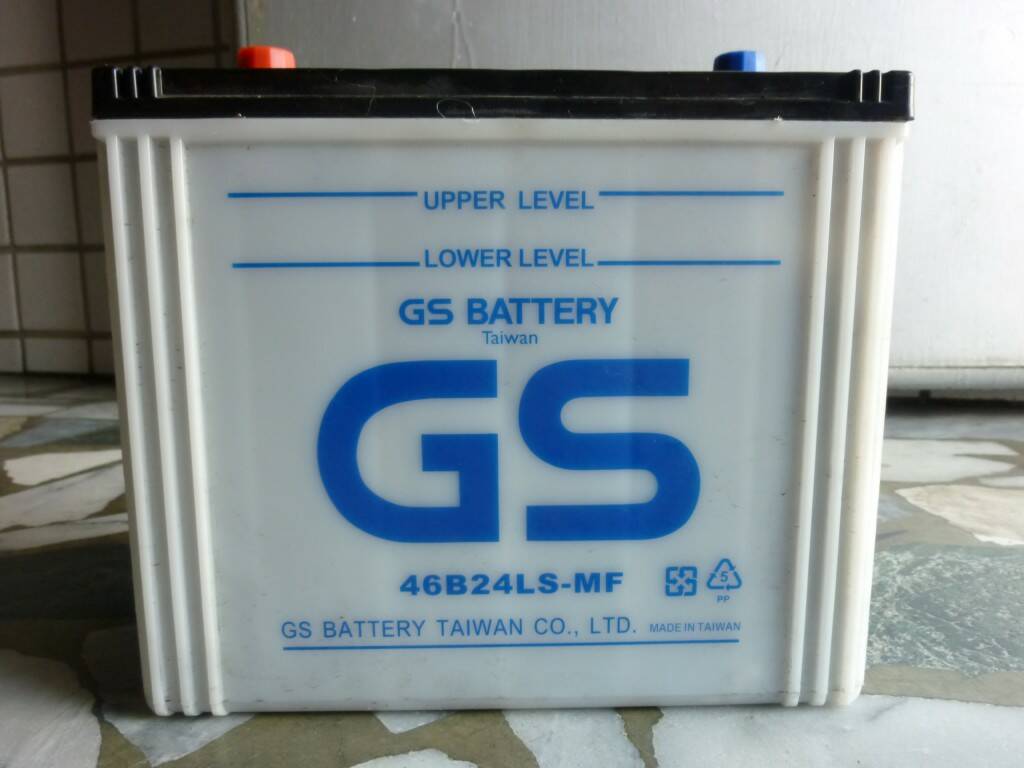 UPPER LEVEL
LOWER LEVEL
GS BATTERY
Taiwan
GS
46B24LS-MF
5
PP
GS BATTERY TAIWAN CO., LTD. MADE IN TAIWAN